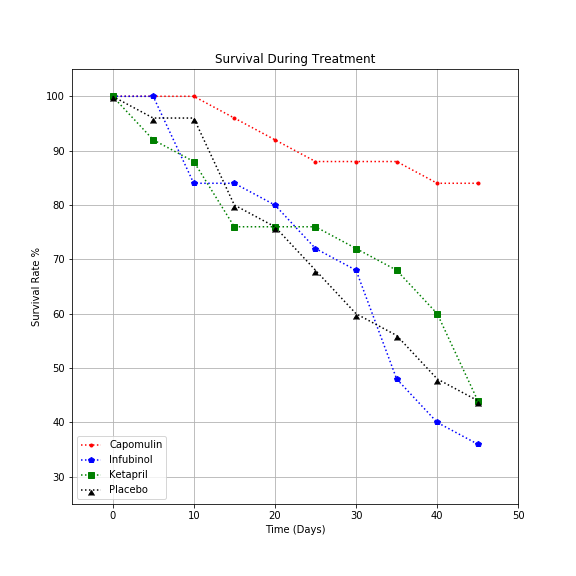 Survival During Treatment
100
90
80
70
60
50
40
30
Survival Rate %
Capomulin
Infubinol
Ketapril
Placebo
0 10 20 30 40 50
Time (Days)